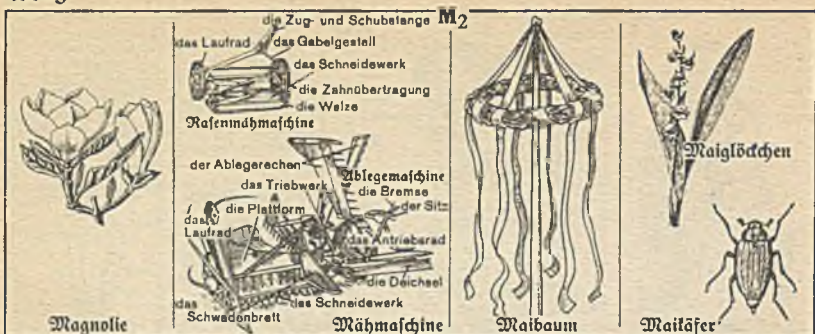 M2
die Zug- und Schubstange
das Laufrad
das Gabelgestell
das Schneidewerk
die Zahnübertragung
die Walze
Rasenmähmaschine
der Ablegerechen
Ablegemaschine
das Triebwerk
die Bremse
der Sitz
die Plattform
das Laufrad
das Antriebsrad
die Deichsel
das Schneidewerk
das Schwadenbrett
Mähmaschine
Magnolie
Maibaum
Maiglöckchen
Maikäfer